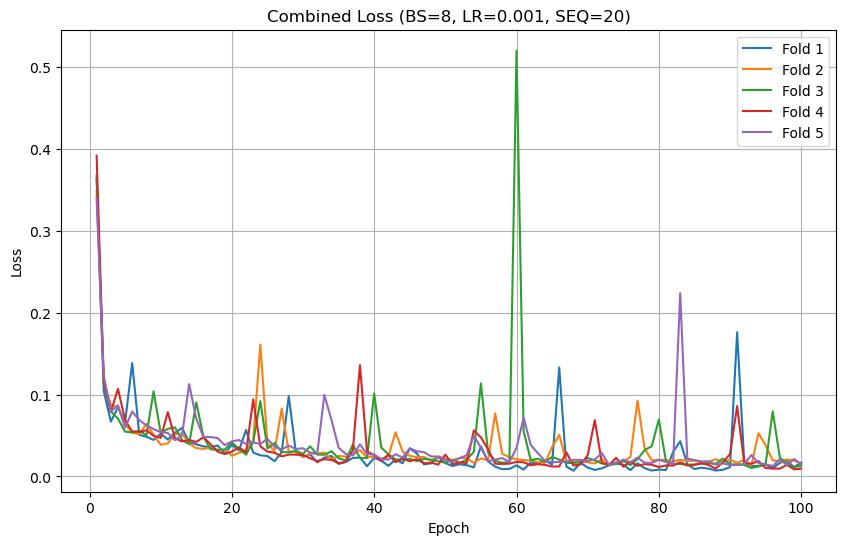 Combined Loss (BS=8, LR=0.001, SEQ=20)
Loss
0.5
0.4
0.3
0.2
0.1
0.0
0 20 40 60 80 100
Epoch
Fold 1
Fold 2
Fold 3
Fold 4
Fold 5